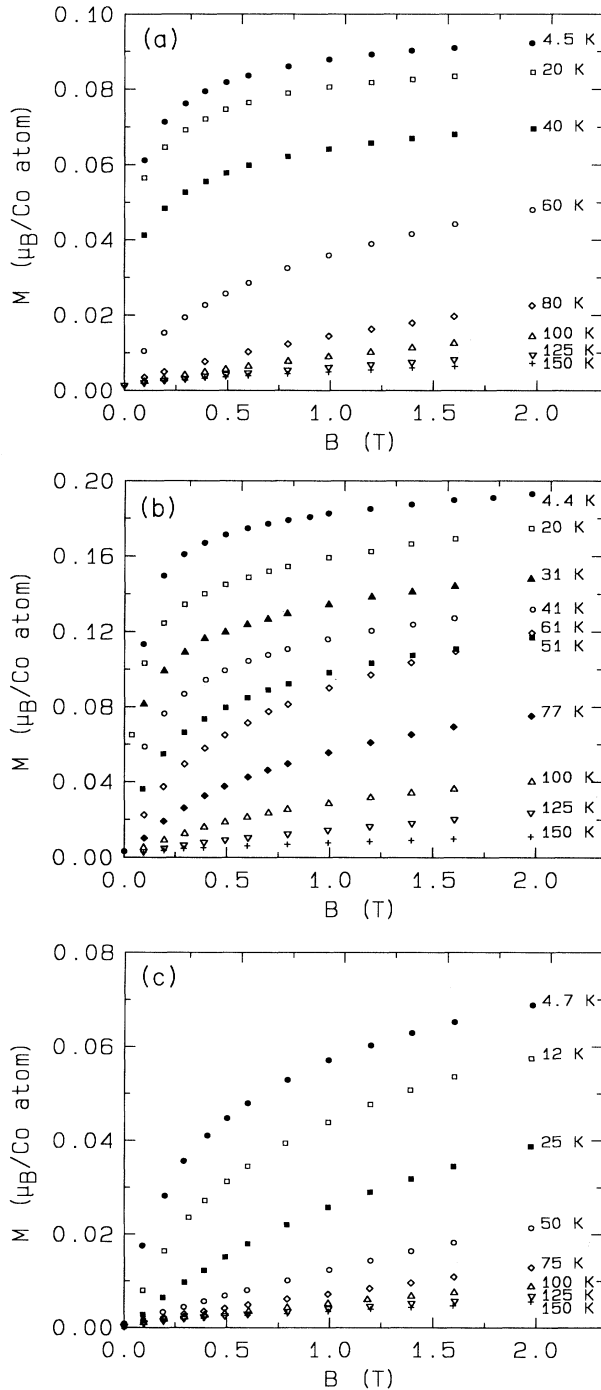 (a)
0.10
0.08
0.06
0.04
0.02
0.00
M (μB/Co atom)
4.5 K
20 K
40 K
60 K
80 K
100 K
125 K
150 K
0.0 0.5 1.0 1.5 2.0
B (T)
(b)
0.20
0.16
0.12
0.08
0.04
0.00
M (μB/Co atom)
4.4 K
20 K
31 K
41 K
61 K
51 K
77 K
100 K
125 K
150 K
0.0 0.5 1.0 1.5 2.0
B (T)
(c)
0.08
0.06
0.04
0.02
0.00
M (μB/Co atom)
4.7 K
12 K
25 K
50 K
75 K
100 K
125 K
150 K
0.0 0.5 1.0 1.5 2.0
B (T)